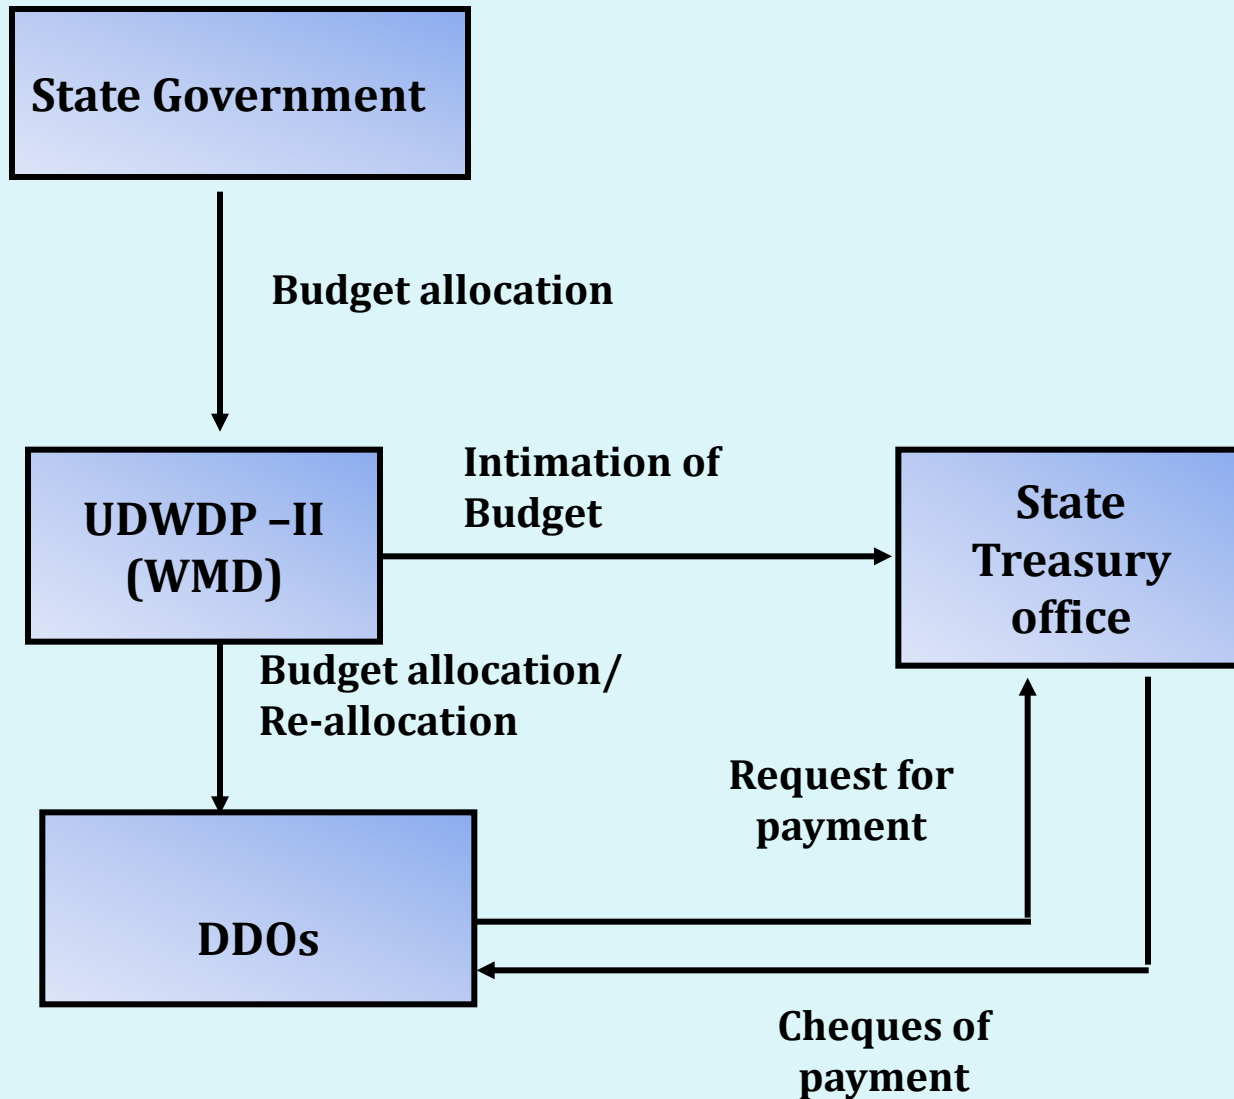 State Government
Budget allocation
Intimation of
Budget
UDWDP –II
(WMD)
State
Treasury
office
Budget allocation/
Re-allocation
Request for
payment
DDOs
Cheques of
payment